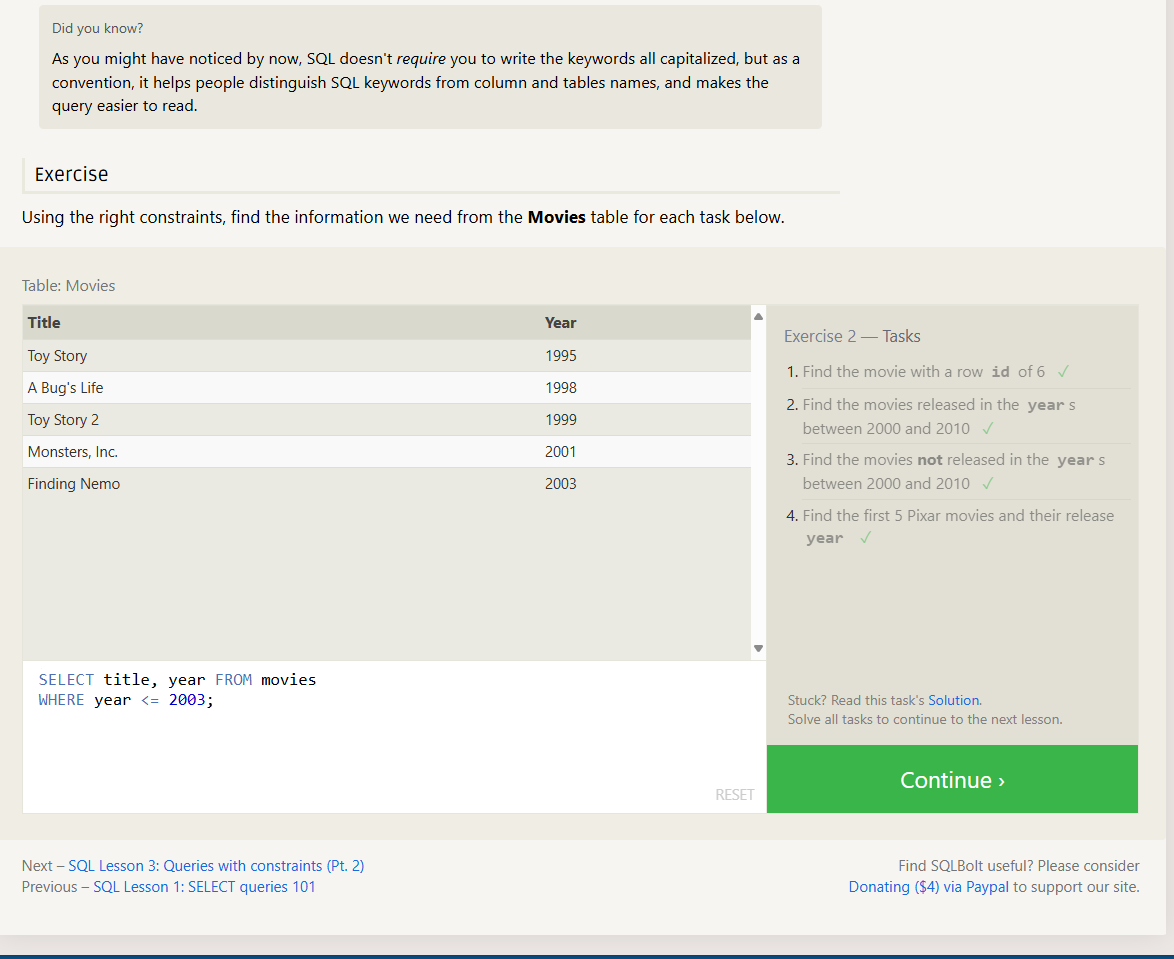 Did you know?
As you might have noticed by now, SQL doesn't require you to write the keywords all capitalized, but as a
convention, it helps people distinguish SQL keywords from column and tables names, and makes the
query easier to read.
Exercise
Using the right constraints, find the information we need from the Movies table for each task below.
Table: Movies
Title Year
Toy Story 1995
A Bug's Life 1998
Toy Story 2 1999
Monsters, Inc. 2001
Finding Nemo 2003
SELECT title, year FROM movies
WHERE year <= 2003;
RESET
Exercise 2 — Tasks
1. Find the movie with a row id of 6 ✓
2. Find the movies released in the year s
between 2000 and 2010 ✓
3. Find the movies not released in the year s
between 2000 and 2010 ✓
4. Find the first 5 Pixar movies and their release
year ✓
Stuck? Read this task's Solution.
Solve all tasks to continue to the next lesson.
Continue ›
Next – SQL Lesson 3: Queries with constraints (Pt. 2)
Previous – SQL Lesson 1: SELECT queries 101
Find SQLBolt useful? Please consider
Donating ($4) via Paypal to support our site.